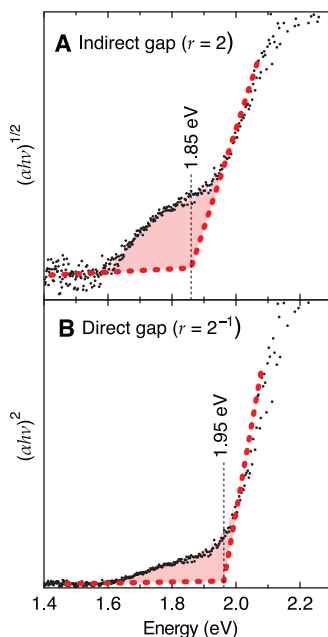 A Indirect gap (r = 2)
(αhν)^1/2
1.85 eV
B Direct gap (r = 2⁻¹)
(αhν)²
1.95 eV
1.4 1.6 1.8 2.0 2.2
Energy (eV)